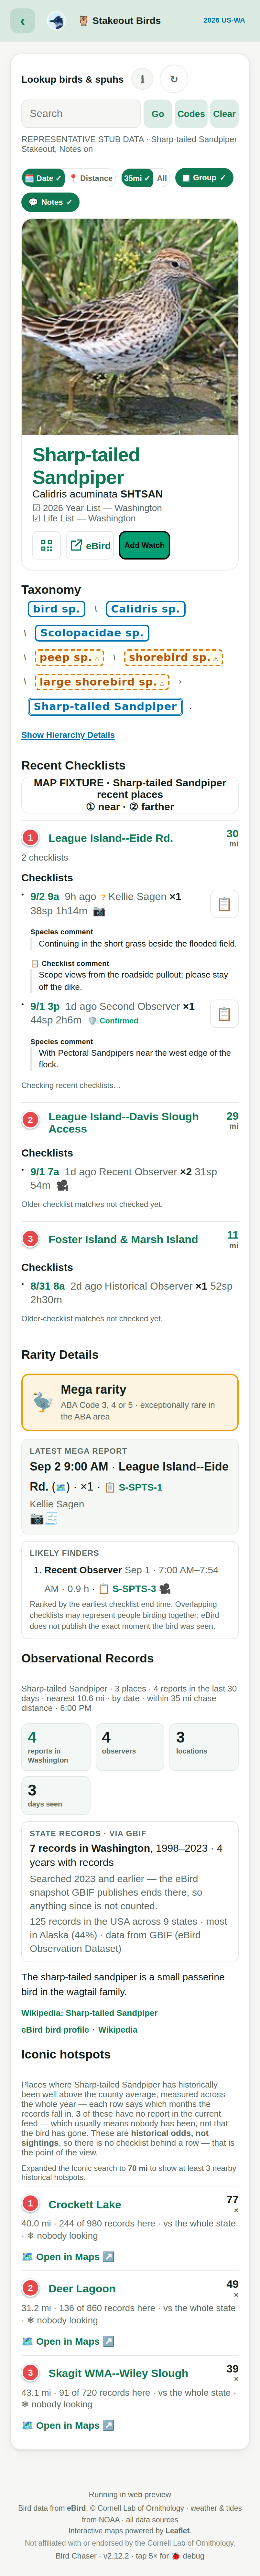 ‹ 🦉 Stakeout Birds 2026 US-WA
Lookup birds & spuhs ℹ ↻
Search Go Codes Clear
REPRESENTATIVE STUB DATA · Sharp-tailed Sandpiper
Stakeout, Notes on
🗓️ Date ✓ 📍 Distance 35mi ✓ All ▦ Group ✓
💬 Notes ✓
Sharp-tailed
Sandpiper
Calidris acuminata SHTSAN
☑ 2026 Year List — Washington
☑ Life List — Washington
eBird Add Watch
Taxonomy
bird sp. \ Calidris sp.
\ Scolopacidae sp.
\ peep sp.⚠ \ shorebird sp.⚠
\ large shorebird sp.⚠ ›
Sharp-tailed Sandpiper .
Show Hierarchy Details
Recent Checklists
MAP FIXTURE · Sharp-tailed Sandpiper
recent places
① near · ② farther
1 League Island--Eide Rd. 30
mi
2 checklists
Checklists
• 9/2 9a 9h ago ? Kellie Sagen ×1
38sp 1h14m 📷 📋
Species comment
Continuing in the short grass beside the flooded field.
📋 Checklist comment
Scope views from the roadside pullout; please stay
off the dike.
• 9/1 3p 1d ago Second Observer ×1
44sp 2h6m 🛡️ Confirmed 📋
Species comment
With Pectoral Sandpipers near the west edge of the
flock.
Checking recent checklists…
2 League Island--Davis Slough 29
Access mi
Checklists
• 9/1 7a 1d ago Recent Observer ×2 31sp
54m 🎥
Older-checklist matches not checked yet.
3 Foster Island & Marsh Island 11
mi
Checklists
• 8/31 8a 2d ago Historical Observer ×1 52sp
2h30m
Older-checklist matches not checked yet.
Rarity Details
🦤 Mega rarity
ABA Code 3, 4 or 5 · exceptionally rare in
the ABA area
LATEST MEGA REPORT
Sep 2 9:00 AM · League Island--Eide
Rd. (🗺️) · ×1 · 📋 S-SPTS-1
Kellie Sagen
📷🧾
LIKELY FINDERS
1. Recent Observer Sep 1 · 7:00 AM–7:54
AM · 0.9 h · 📋 S-SPTS-3 🎥
Ranked by the earliest checklist end time. Overlapping
checklists may represent people birding together; eBird
does not publish the exact moment the bird was seen.
Observational Records
Sharp-tailed Sandpiper · 3 places · 4 reports in the last 30
days · nearest 10.6 mi · by date · within 35 mi chase
distance · 6:00 PM
4 4 3
reports in observers locations
Washington
3
days seen
STATE RECORDS · VIA GBIF
7 records in Washington, 1998–2023 · 4
years with records
Searched 2023 and earlier — the eBird
snapshot GBIF publishes ends there, so
anything since is not counted.
125 records in the USA across 9 states · most
in Alaska (44%) · data from GBIF (eBird
Observation Dataset)
The sharp-tailed sandpiper is a small passerine
bird in the wagtail family.
Wikipedia: Sharp-tailed Sandpiper
eBird bird profile · Wikipedia
Iconic hotspots
Places where Sharp-tailed Sandpiper has historically
been well above the county average, measured across
the whole year — each row says which months the
records fall in. 3 of these have no report in the current
feed — which usually means nobody has been, not that
the bird has gone. These are historical odds, not
sightings, so there is no checklist behind a row — that is
the point of the view.
Expanded the Iconic search to 70 mi to show at least 3 nearby
historical hotspots.
1 Crockett Lake 77
×
40.0 mi · 244 of 980 records here · vs the whole state
· ❄ nobody looking
🗺️ Open in Maps ↗
2 Deer Lagoon 49
×
31.2 mi · 136 of 860 records here · vs the whole state
· ❄ nobody looking
🗺️ Open in Maps ↗
3 Skagit WMA--Wiley Slough 39
×
43.1 mi · 91 of 720 records here · vs the whole state ·
❄ nobody looking
🗺️ Open in Maps ↗
Running in web preview
Bird data from eBird, © Cornell Lab of Ornithology · weather & tides
from NOAA · all data sources
Interactive maps powered by Leaflet.
Not affiliated with or endorsed by the Cornell Lab of Ornithology.
Bird Chaser · v2.12.2 · tap 5× for 🐞 debug